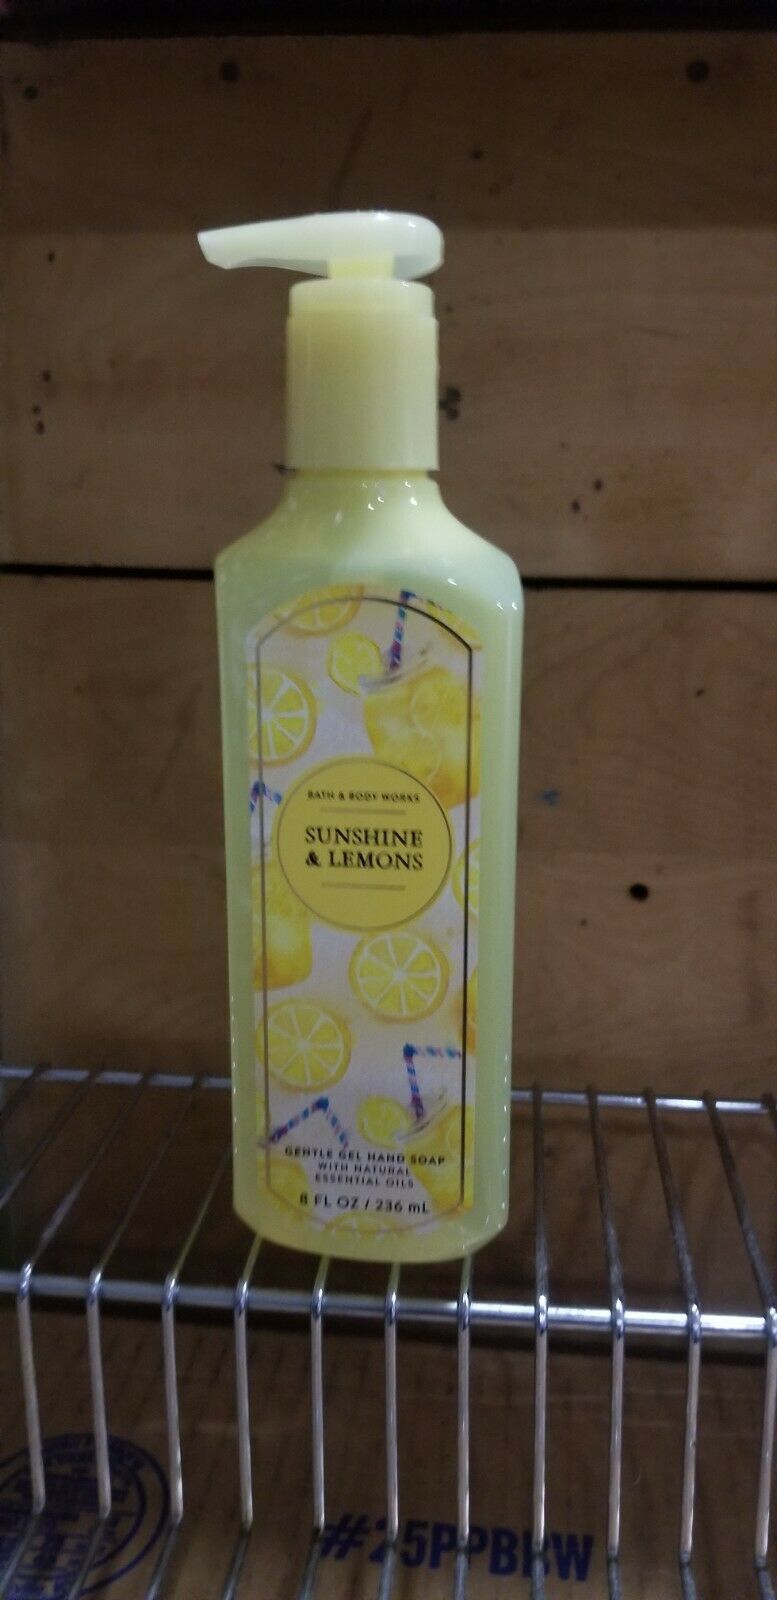 BATH & BODY WORKS
SUNSHINE
& LEMONS
GENTLE GEL HAND SOAP
WITH NATURAL
ESSENTIAL OILS
8 FL OZ / 236 mL
#25PPBBW